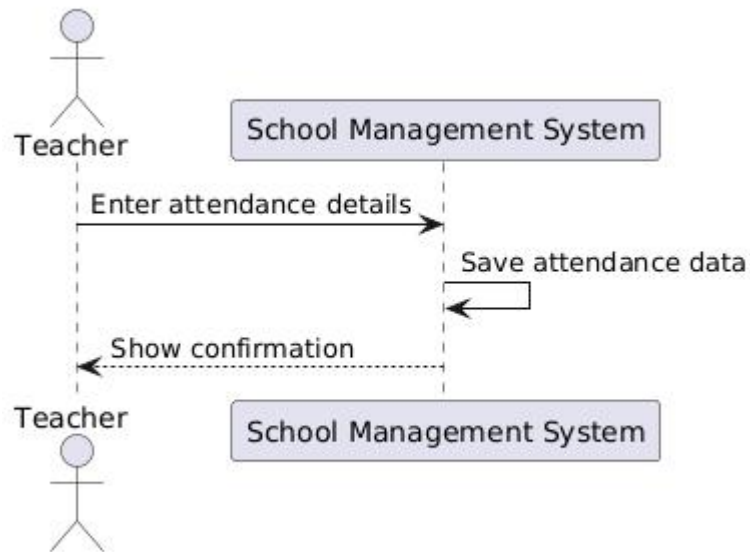 Teacher
School Management System
Enter attendance details
Save attendance data
Show confirmation
Teacher
School Management System